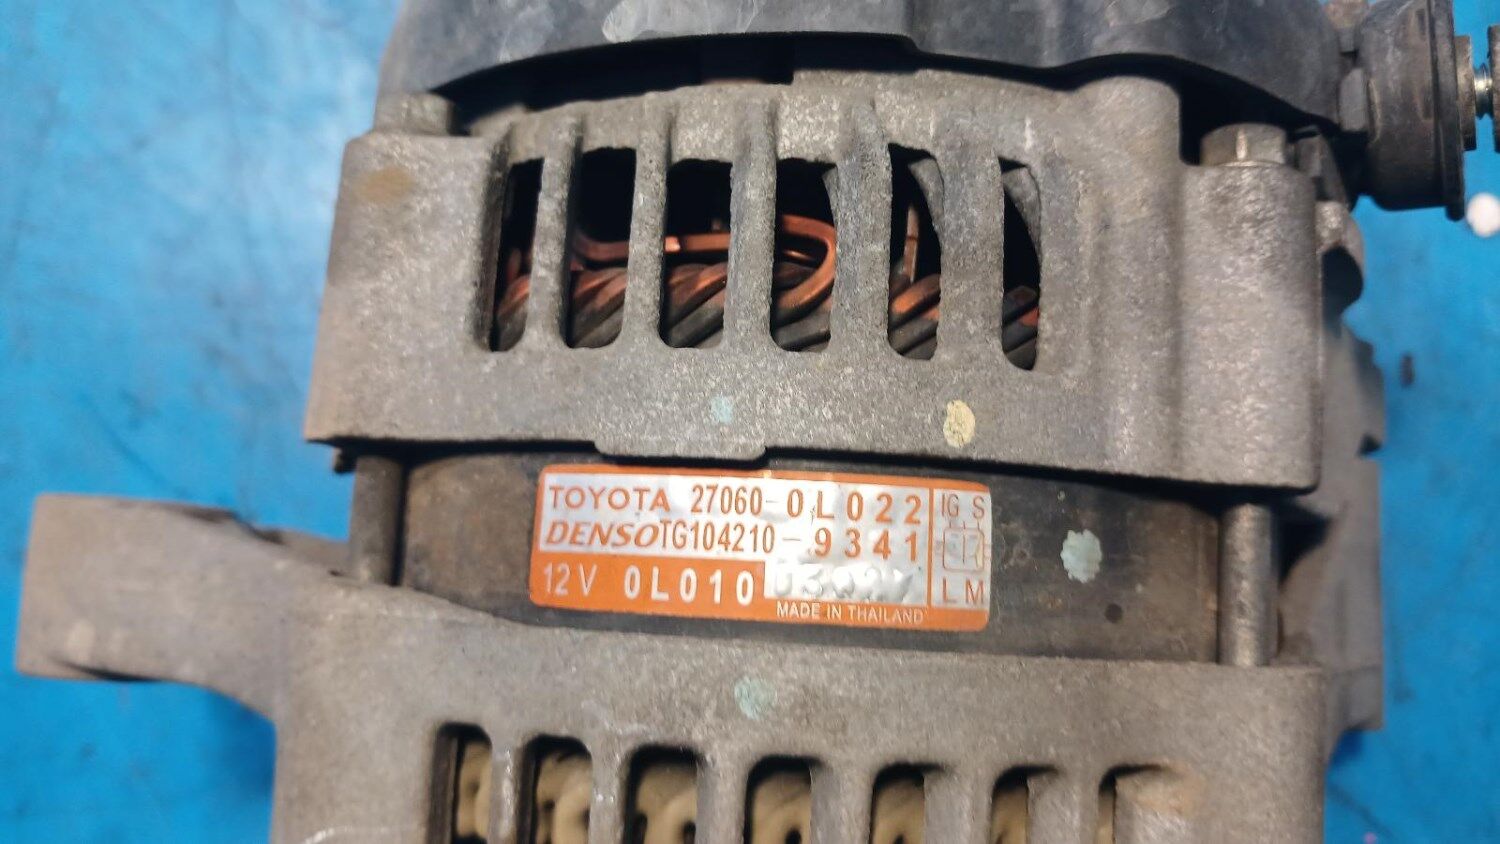 TOYOTA 27060-0L022
DENSO TG104210-9341
12V 0L010
MADE IN THAILAND
IG S
L M